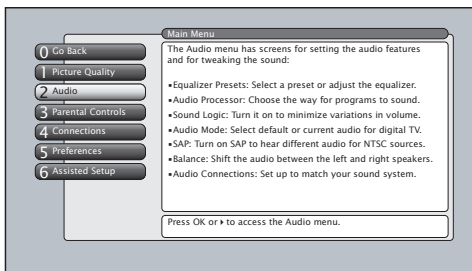 Main Menu
0 Go Back
1 Picture Quality
2 Audio
3 Parental Controls
4 Connections
5 Preferences
6 Assisted Setup
The Audio menu has screens for setting the audio features
and for tweaking the sound:
▪Equalizer Presets: Select a preset or adjust the equalizer.
▪Audio Processor: Choose the way for programs to sound.
▪Sound Logic: Turn it on to minimize variations in volume.
▪Audio Mode: Select default or current audio for digital TV.
▪SAP: Turn on SAP to hear different audio for NTSC sources.
▪Balance: Shift the audio between the left and right speakers.
▪Audio Connections: Set up to match your sound system.
Press OK or ▸ to access the Audio menu.